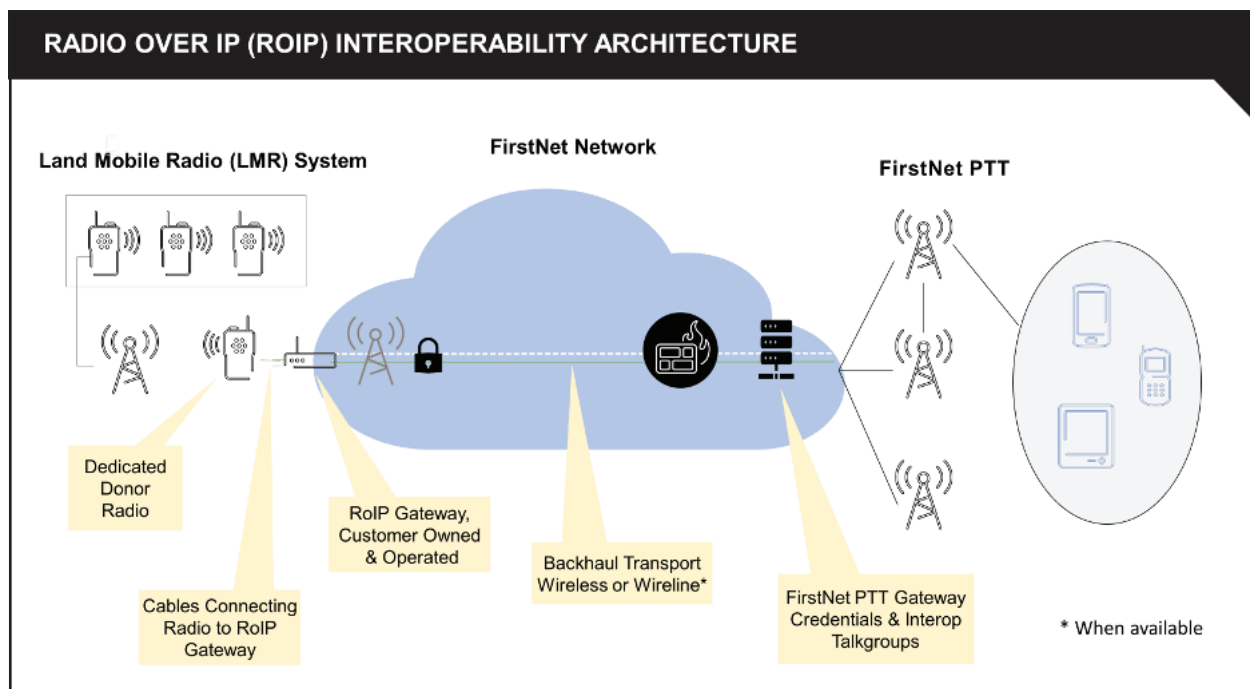 RADIO OVER IP (ROIP) INTEROPERABILITY ARCHITECTURE
Land Mobile Radio (LMR) System
FirstNet Network
FirstNet PTT
Dedicated
Donor
Radio
RoIP Gateway,
Customer Owned
& Operated
Cables Connecting
Radio to RoIP
Gateway
Backhaul Transport
Wireless or Wireline*
FirstNet PTT Gateway
Credentials & Interop
Talkgroups
* When available